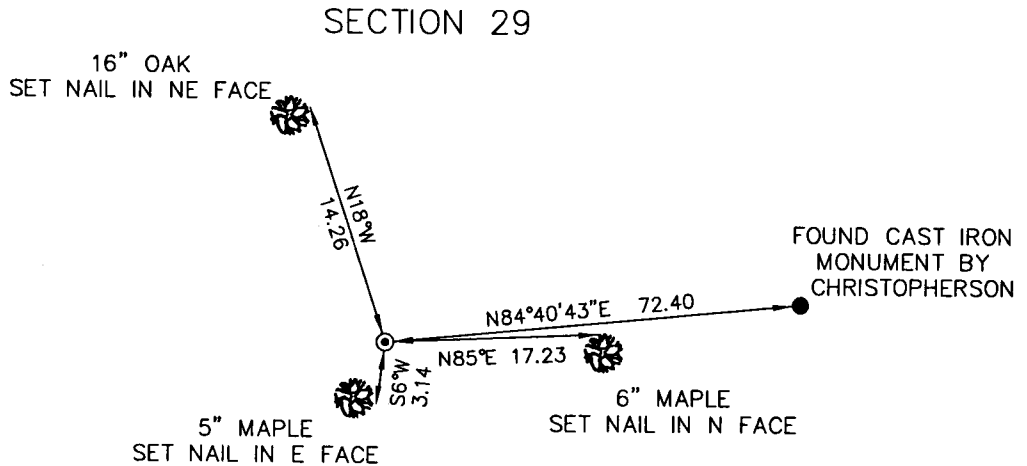 SECTION 29
16" OAK
SET NAIL IN NE FACE
N18°W
14.26
FOUND CAST IRON
MONUMENT BY
CHRISTOPHERSON
N84°40'43"E 72.40
N85°E 17.23
S6°W
3.14
6" MAPLE
SET NAIL IN N FACE
5" MAPLE
SET NAIL IN E FACE